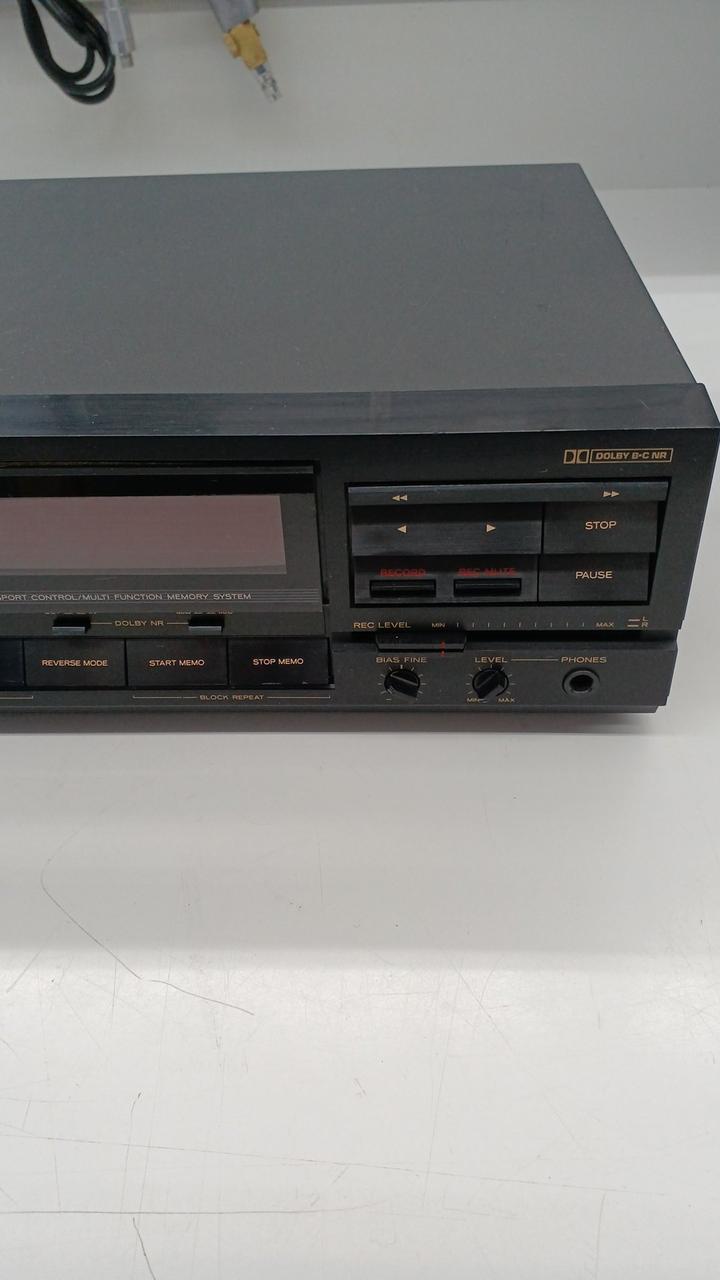 DOLBY B·C NR
◀◀ ▶▶
◀ ▶ STOP
RECORD REC MUTE PAUSE
SPORT CONTROL/MULTI FUNCTION MEMORY SYSTEM
DOLBY NR
REC LEVEL MIN MAX L
R
REVERSE MODE START MEMO STOP MEMO
BIAS FINE LEVEL PHONES
MIN MAX
BLOCK REPEAT